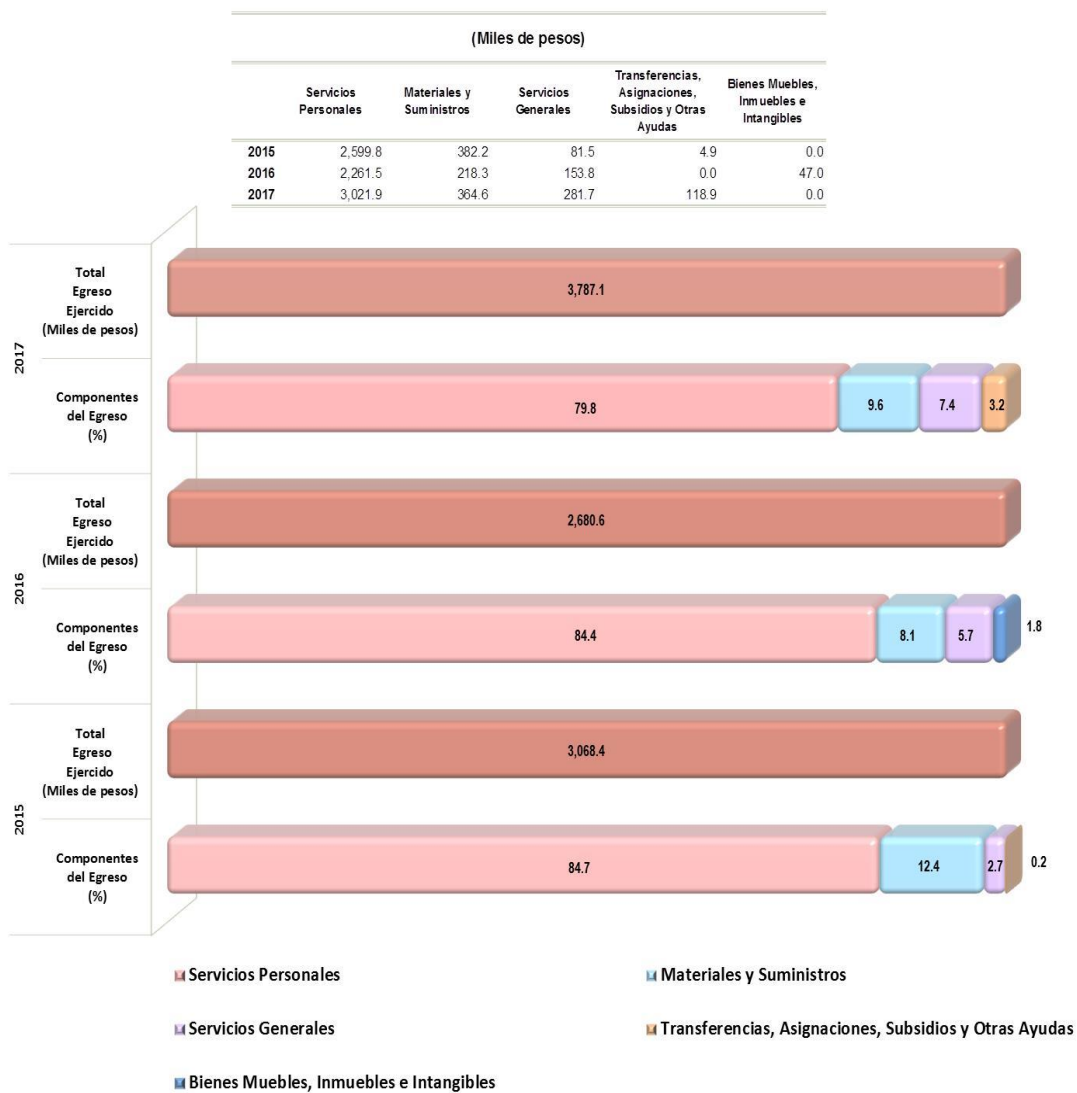 (Miles de pesos)
Servicios Personales Materiales y Suministros Servicios Generales Transferencias, Asignaciones, Subsidios y Otras Ayudas Bienes Muebles, Inmuebles e Intangibles
2015 2,599.8 382.2 81.5 4.9 0.0
2016 2,261.5 218.3 153.8 0.0 47.0
2017 3,021.9 364.6 281.7 118.9 0.0
2017
Total
Egreso
Ejercido
(Miles de pesos)
3,787.1
Componentes
del Egreso
(%)
79.8 9.6 7.4 3.2
2016
Total
Egreso
Ejercido
(Miles de pesos)
2,680.6
Componentes
del Egreso
(%)
84.4 8.1 5.7 1.8
2015
Total
Egreso
Ejercido
(Miles de pesos)
3,068.4
Componentes
del Egreso
(%)
84.7 12.4 2.7 0.2
Servicios Personales Materiales y Suministros
Servicios Generales Transferencias, Asignaciones, Subsidios y Otras Ayudas
Bienes Muebles, Inmuebles e Intangibles